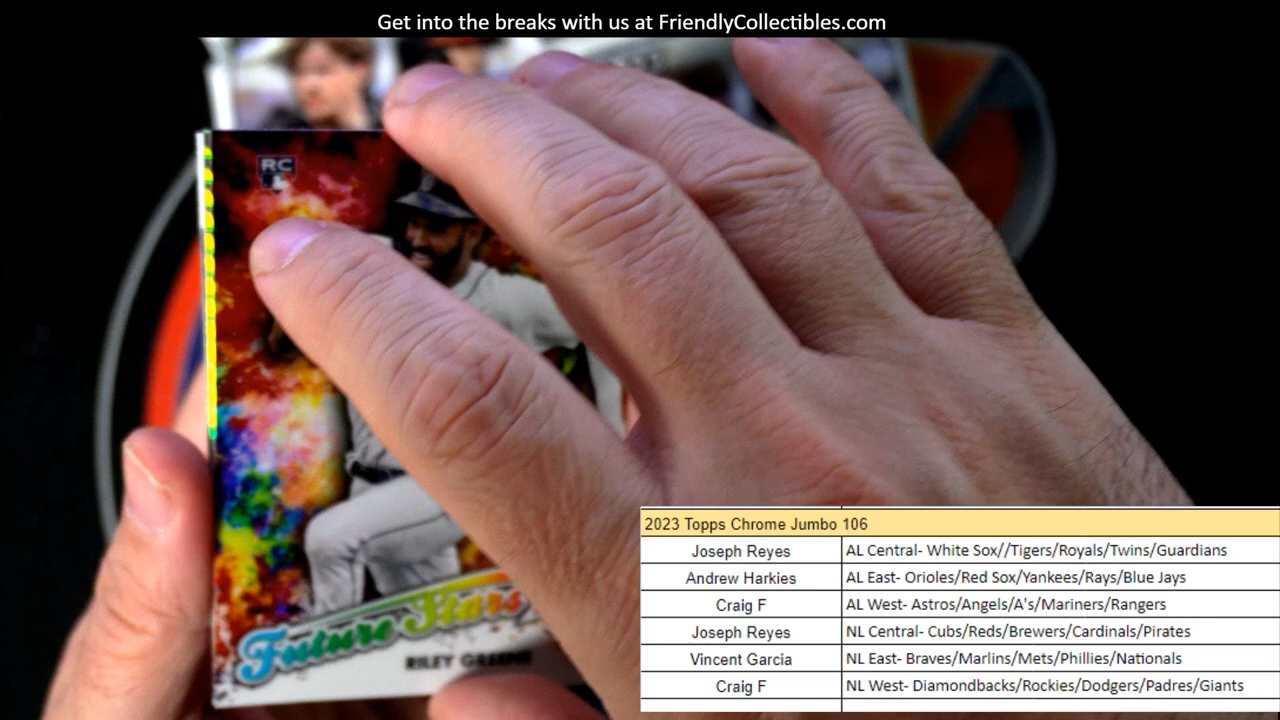 Get into the breaks with us at FriendlyCollectibles.com
RC
Future Stars
RILEY GREENE
2023 Topps Chrome Jumbo 106
Joseph Reyes AL Central- White Sox//Tigers/Royals/Twins/Guardians
Andrew Harkies AL East- Orioles/Red Sox/Yankees/Rays/Blue Jays
Craig F AL West- Astros/Angels/A's/Mariners/Rangers
Joseph Reyes NL Central- Cubs/Reds/Brewers/Cardinals/Pirates
Vincent Garcia NL East- Braves/Marlins/Mets/Phillies/Nationals
Craig F NL West- Diamondbacks/Rockies/Dodgers/Padres/Giants